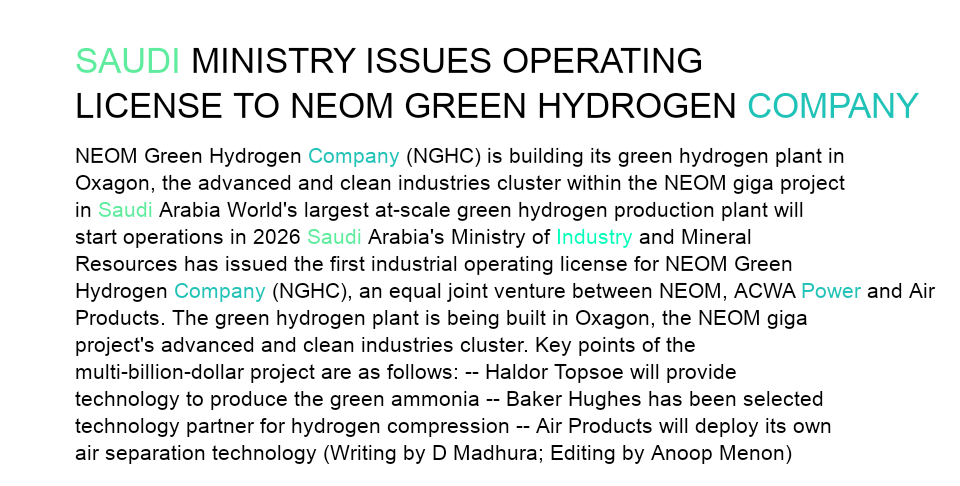 SAUDI MINISTRY ISSUES OPERATING
LICENSE TO NEOM GREEN HYDROGEN COMPANY
NEOM Green Hydrogen Company (NGHC) is building its green hydrogen plant in
Oxagon, the advanced and clean industries cluster within the NEOM giga project
in Saudi Arabia World's largest at-scale green hydrogen production plant will
start operations in 2026 Saudi Arabia's Ministry of Industry and Mineral
Resources has issued the first industrial operating license for NEOM Green
Hydrogen Company (NGHC), an equal joint venture between NEOM, ACWA Power and Air
Products. The green hydrogen plant is being built in Oxagon, the NEOM giga
project's advanced and clean industries cluster. Key points of the
multi-billion-dollar project are as follows: -- Haldor Topsoe will provide
technology to produce the green ammonia -- Baker Hughes has been selected
technology partner for hydrogen compression -- Air Products will deploy its own
air separation technology (Writing by D Madhura; Editing by Anoop Menon)